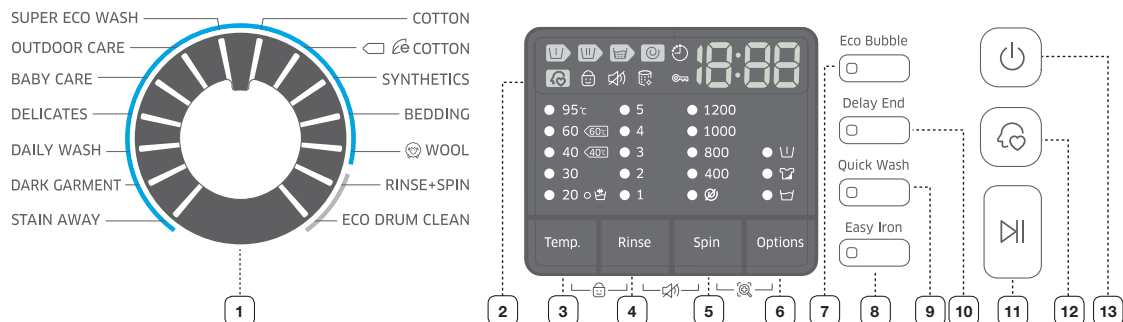 SUPER ECO WASH
OUTDOOR CARE
BABY CARE
DELICATES
DAILY WASH
DARK GARMENT
STAIN AWAY
COTTON
e COTTON
SYNTHETICS
BEDDING
WOOL
RINSE+SPIN
ECO DRUM CLEAN
1
18:88
95℃ 5 1200
60 60℃ 4 1000
40 40℃ 3 800
30 2 400
20 1
Temp. Rinse Spin Options
Eco Bubble
Delay End
Quick Wash
Easy Iron
2 3 4 5 6 7 8 9 10 11 12 13